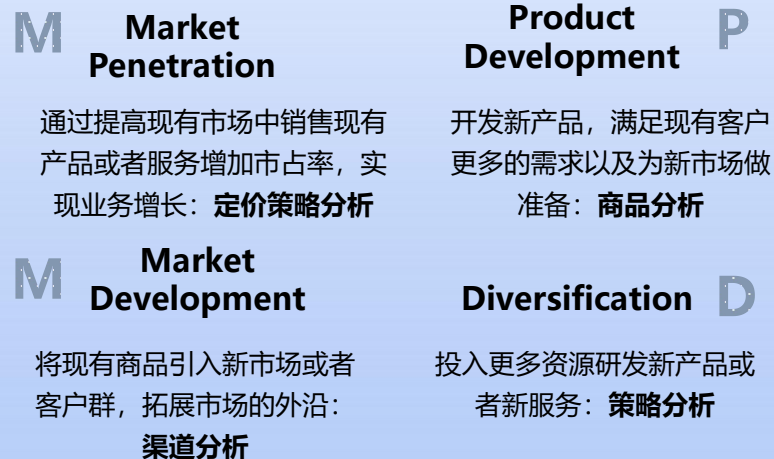 M
Market
Penetration
通过提高现有市场中销售现有
产品或者服务增加市占率，实
现业务增长：定价策略分析
Product
Development
P
开发新产品，满足现有客户
更多的需求以及为新市场做
准备：商品分析
M
Market
Development
将现有商品引入新市场或者
客户群，拓展市场的外沿：
渠道分析
Diversification
D
投入更多资源研发新产品或
者新服务：策略分析